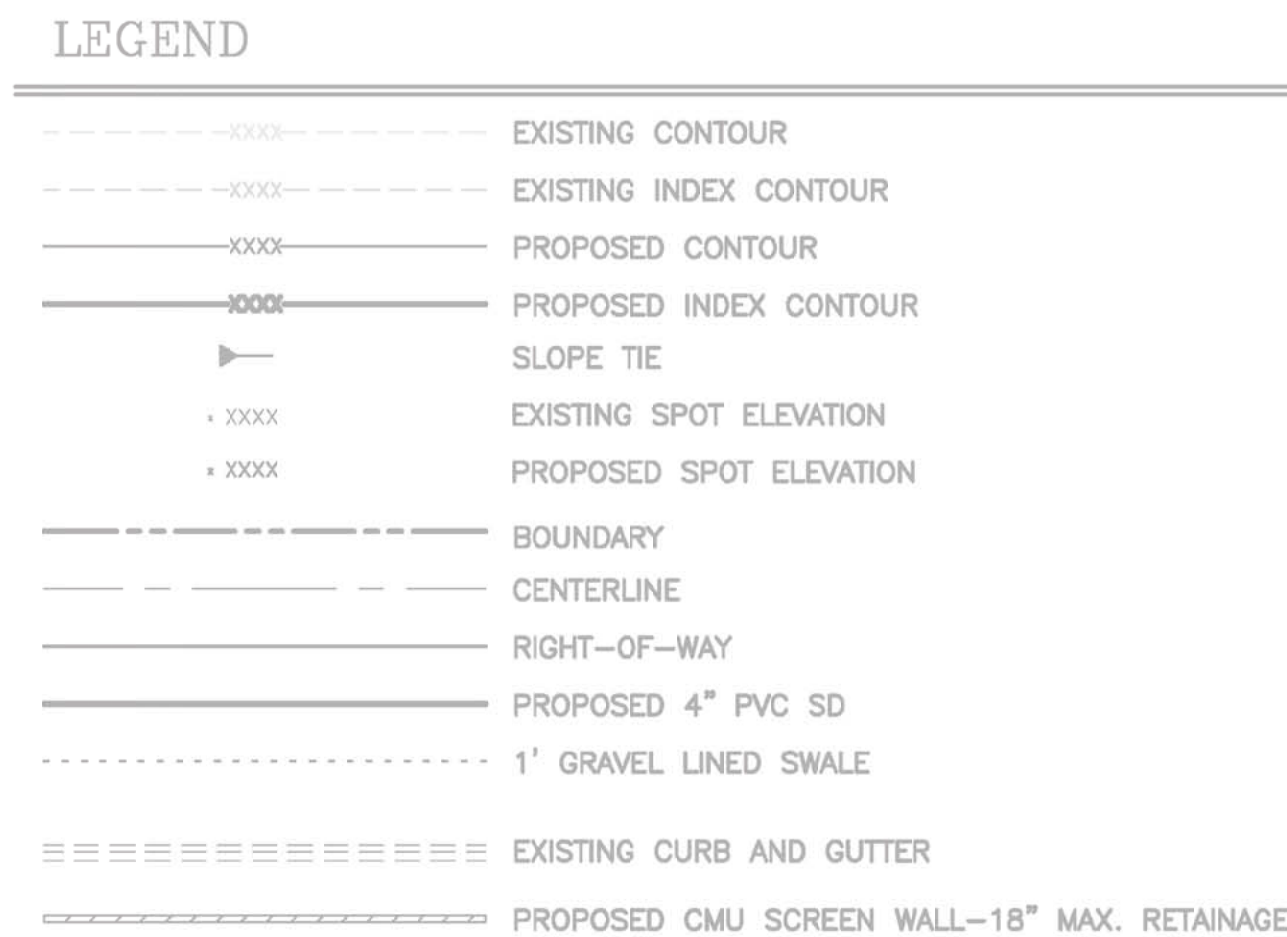 LEGEND
XXXX EXISTING CONTOUR
XXXX EXISTING INDEX CONTOUR
XXXX PROPOSED CONTOUR
XXXX PROPOSED INDEX CONTOUR
SLOPE TIE
x XXXX EXISTING SPOT ELEVATION
x XXXX PROPOSED SPOT ELEVATION
BOUNDARY
CENTERLINE
RIGHT-OF-WAY
PROPOSED 4" PVC SD
1' GRAVEL LINED SWALE
EXISTING CURB AND GUTTER
PROPOSED CMU SCREEN WALL-18" MAX. RETAINAGE